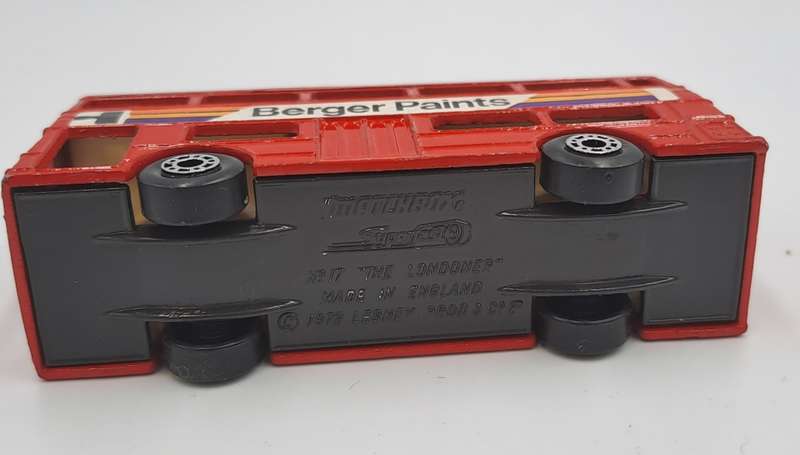 Berger Paints
MATCHBOX
Superfast
No 17 "THE LONDONER"
MADE IN ENGLAND
© 1972 LESNEY PROD & Co LTD